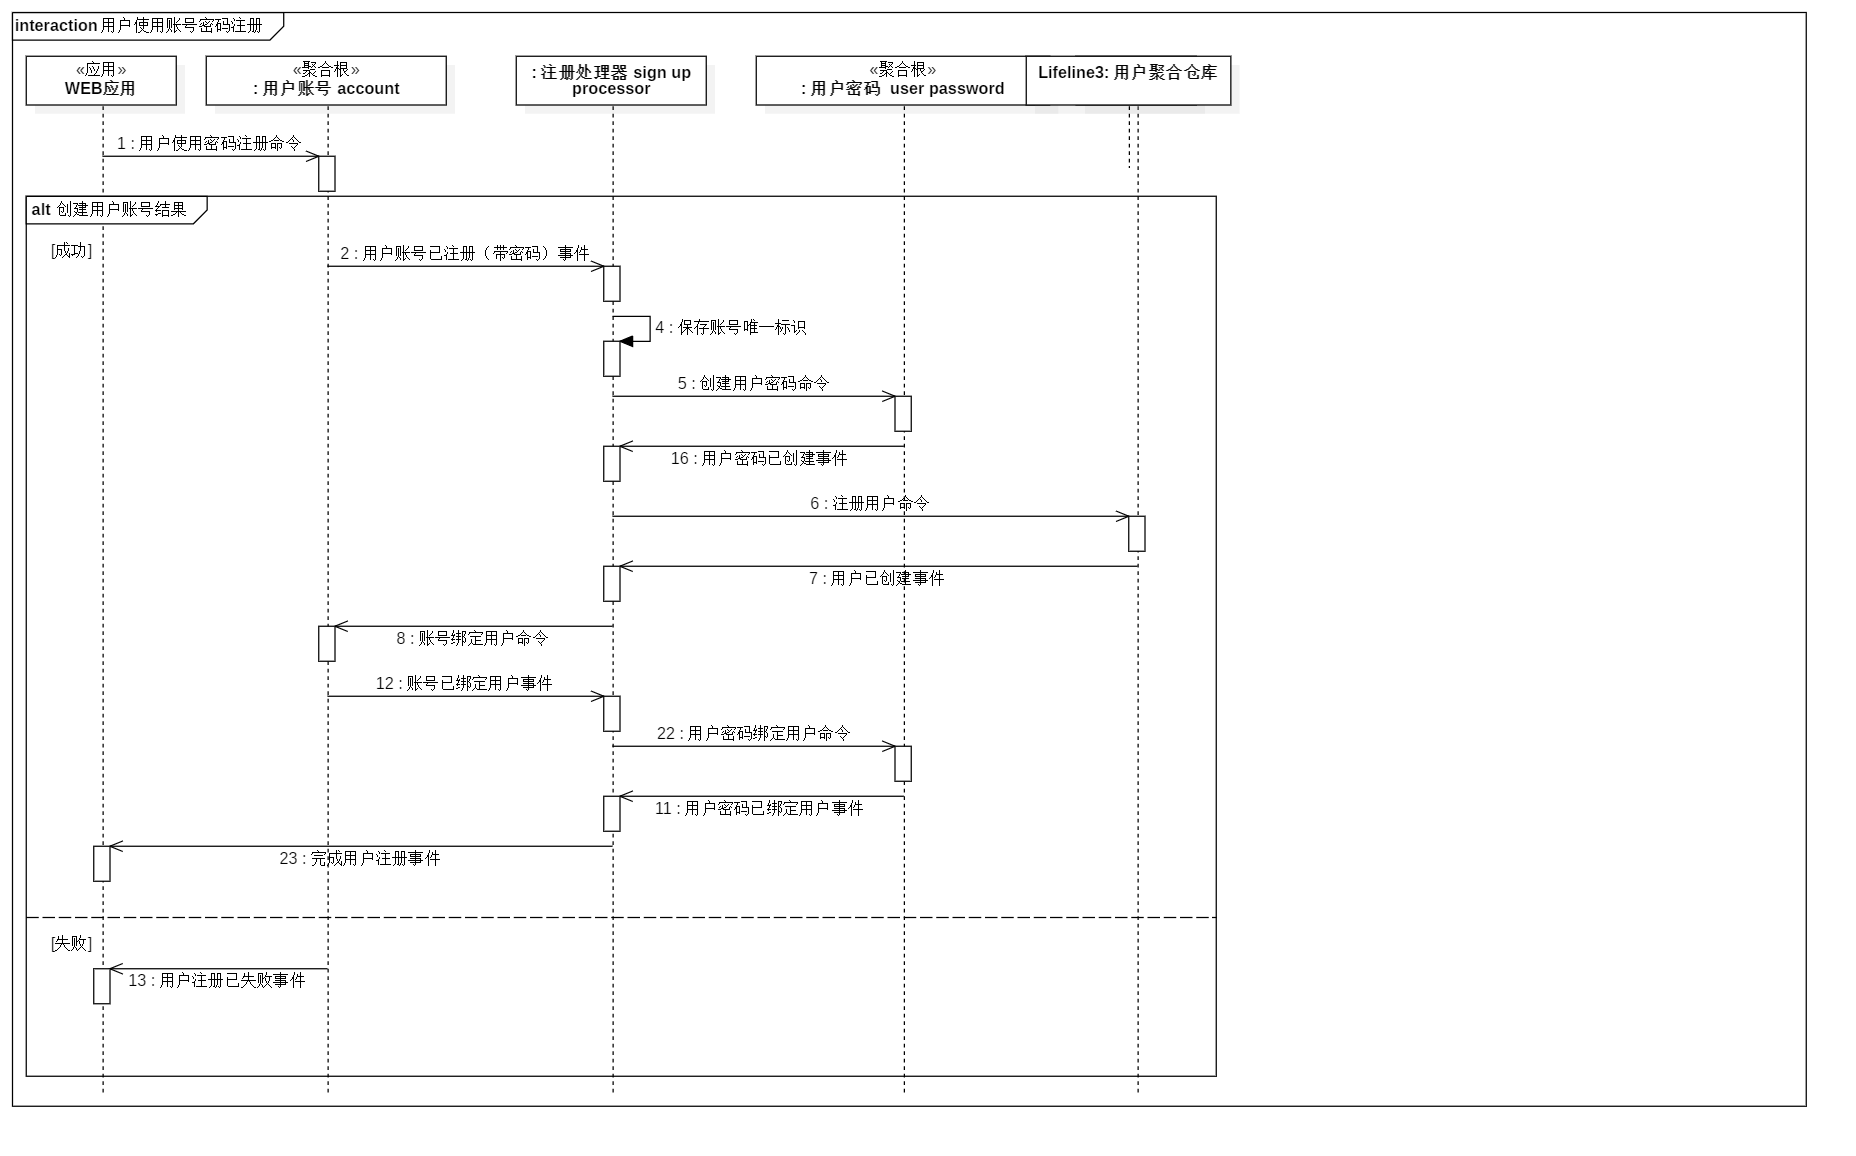 interaction 用户使用账号密码注册
«应用»
WEB应用
«聚合根»
: 用户账号 account
: 注册处理器 sign up
processor
«聚合根»
: 用户密码 user password
Lifeline3: 用户聚合仓库
1 : 用户使用密码注册命令
alt 创建用户账号结果
[成功]
2 : 用户账号已注册（带密码）事件
4 : 保存账号唯一标识
5 : 创建用户密码命令
16 : 用户密码已创建事件
6 : 注册用户命令
7 : 用户已创建事件
8 : 账号绑定用户命令
12 : 账号已绑定用户事件
22 : 用户密码绑定用户命令
11 : 用户密码已绑定用户事件
23 : 完成用户注册事件
[失败]
13 : 用户注册已失败事件